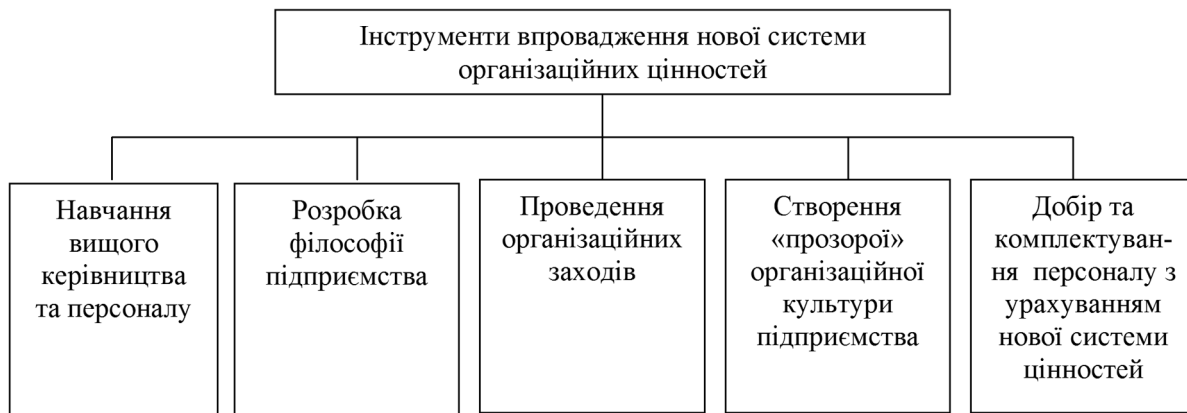 Інструменти впровадження нової системи
організаційних цінностей
Навчання
вищого
керівництва
та персоналу
Розробка
філософії
підприємства
Проведення
організаційних
заходів
Створення
«прозорої»
організаційної
культури
підприємства
Добір та
комплектуван-
ня персоналу з
урахуванням
нової системи
цінностей